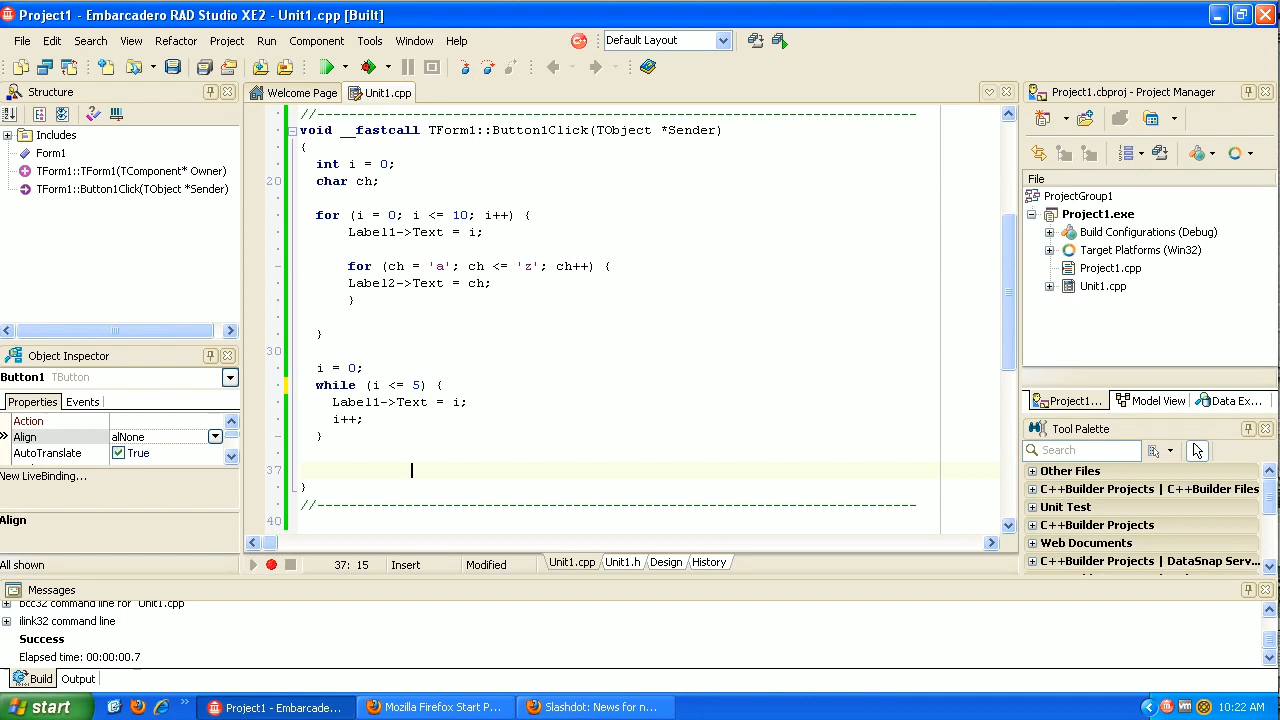 Project1 - Embarcadero RAD Studio XE2 - Unit1.cpp [Built]
File Edit Search View Refactor Project Run Component Tools Window Help
Default Layout
Structure
Includes
Form1
TForm1::TForm1(TComponent* Owner)
TForm1::Button1Click(TObject *Sender)
Object Inspector
Button1 TButton
Properties Events
Action
Align alNone
AutoTranslate True
New LiveBinding...
Align
All shown
Welcome Page Unit1.cpp
//
void __fastcall TForm1::Button1Click(TObject *Sender)
{
int i = 0;
20 char ch;
for (i = 0; i <= 10; i++) {
Label1->Text = i;
for (ch = 'a'; ch <= 'z'; ch++) {
Label2->Text = ch;
}
}
30
i = 0;
while (i <= 5) {
Label1->Text = i;
i++;
}
37
}
//
40
37: 15 Insert Modified
Unit1.cpp Unit1.h Design History
Project1.cbproj - Project Manager
File
ProjectGroup1
Project1.exe
Build Configurations (Debug)
Target Platforms (Win32)
Project1.cpp
Unit1.cpp
Project1... Model View Data Ex...
Tool Palette
Search
Other Files
C++Builder Projects | C++Builder Files
Unit Test
C++Builder Projects
Web Documents
C++Builder Projects | DataSnap Serv...
Messages
bcc32 command line for "Unit1.cpp"
ilink32 command line
Success
Elapsed time: 00:00:00.7
Build Output
start
Project1 - Embarcade...
Mozilla Firefox Start P...
Slashdot: News for n...
10:22 AM